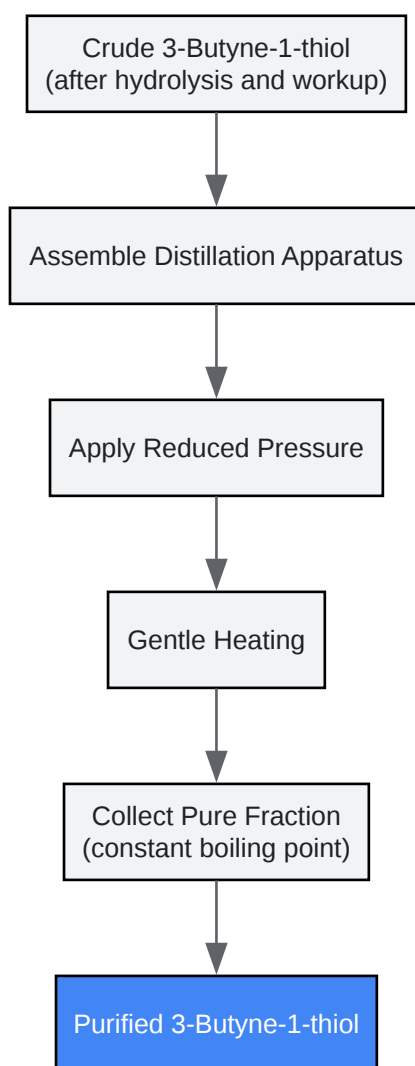 Crude 3-Butyne-1-thiol
(after hydrolysis and workup)
Assemble Distillation Apparatus
Apply Reduced Pressure
Gentle Heating
Collect Pure Fraction
(constant boiling point)
Purified 3-Butyne-1-thiol